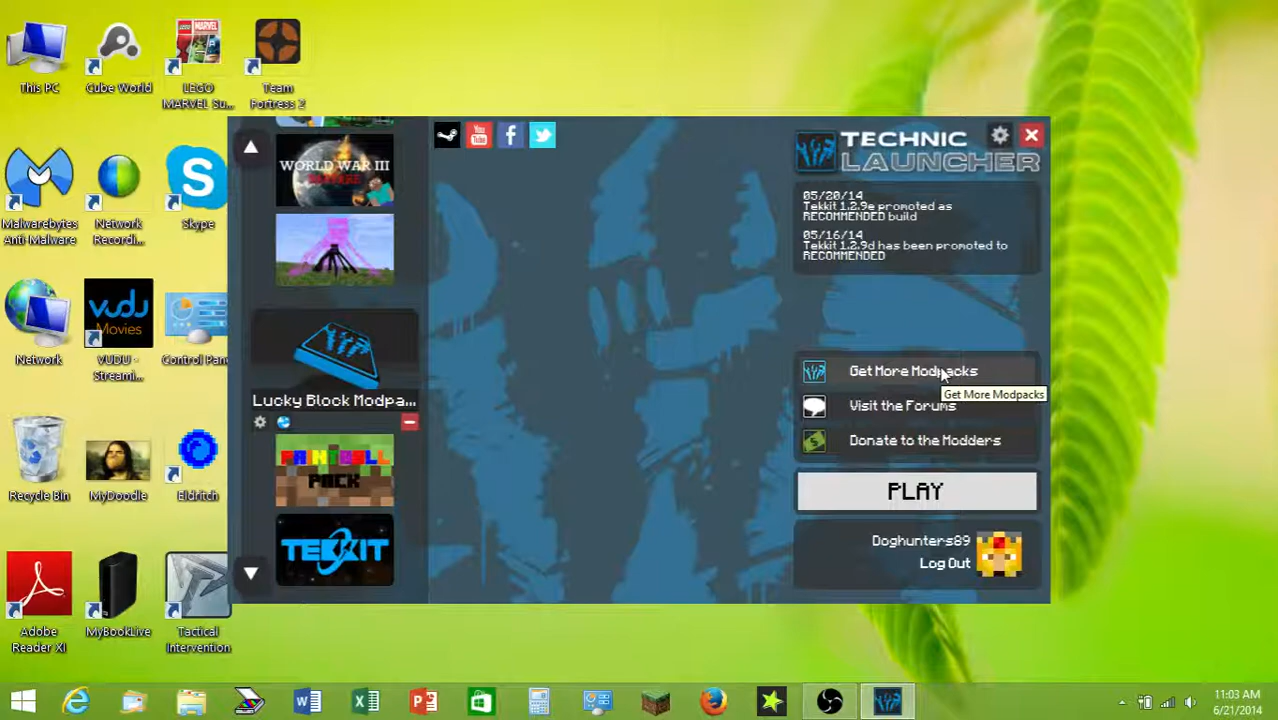 This PC
Cube World
LEGO
MARVEL Su...
Team
Fortress 2
Malwarebytes
Anti-Malware
Network
Recordi...
Skype
Network
vudu
Movies
VUDU -
Streami...
Control Pan
Recycle Bin
MyDoodle
Eldritch
Adobe
Reader XI
MyBookLive
Tactical
Intervention
WORLD WAR III
Lucky Block Modpa...
PAINTBALL
PACK
TEKKIT
You
Tube
TECHNIC
LAUNCHER
05/20/14
Tekkit 1.2.9e promoted as
RECOMMENDED build
05/16/14
Tekkit 1.2.9d has been promoted to
RECOMMENDED
Get More Modpacks
Get More Modpacks
Visit the Forums
Donate to the Modders
PLAY
Doghunters89
Log Out
11:03 AM
6/21/2014